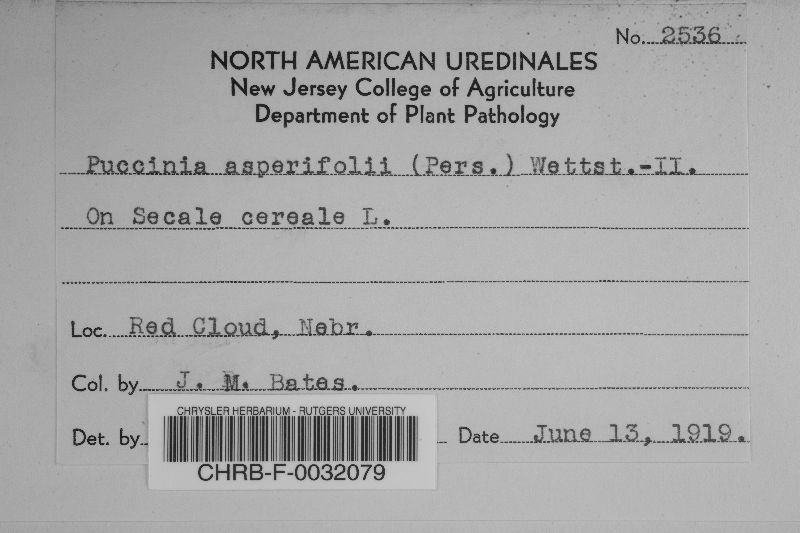 No. 2536
NORTH AMERICAN UREDINALES
New Jersey College of Agriculture
Department of Plant Pathology
Puccinia asperifolii (Pers.) Wettst.-II.
On Secale cereale L.
Loc. Red Cloud, Nebr.
Col. by J. M. Bates.
Det. by Date June 13, 1919.
CHRYSLER HERBARIUM - RUTGERS UNIVERSITY
CHRB-F-0032079